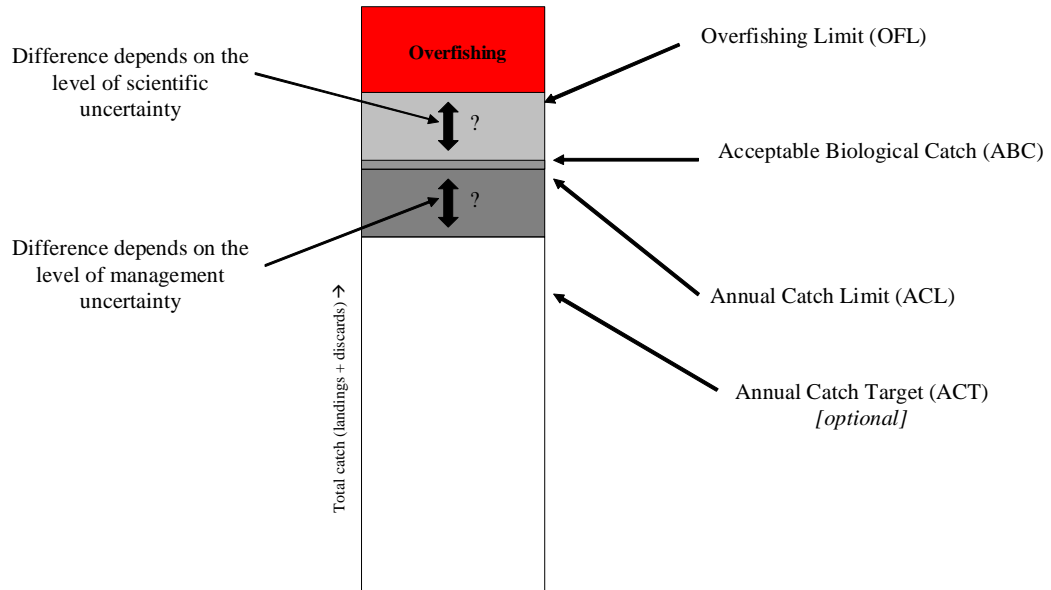 Overfishing
Difference depends on the
level of scientific
uncertainty
?
Overfishing Limit (OFL)
Acceptable Biological Catch (ABC)
?
Difference depends on the
level of management
uncertainty
Annual Catch Limit (ACL)
Annual Catch Target (ACT)
[optional]
Total catch (landings + discards) →